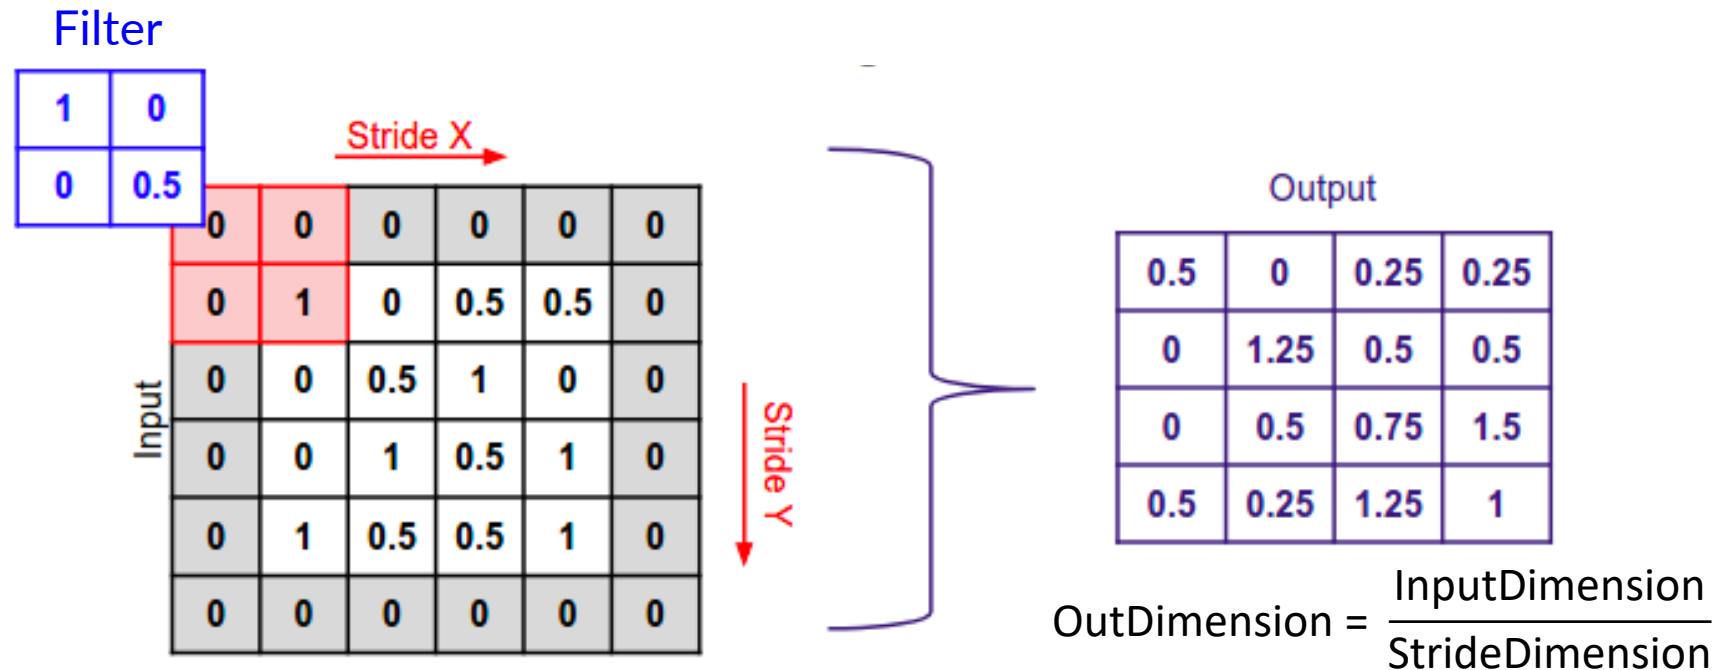 Filter
1 0
0 0.5
Stride X
Input
0 0 0 0 0 0
0 1 0 0.5 0.5 0
0 0 0.5 1 0 0
0 0 1 0.5 1 0
0 1 0.5 0.5 1 0
0 0 0 0 0 0
Stride Y
Output
0.5 0 0.25 0.25
0 1.25 0.5 0.5
0 0.5 0.75 1.5
0.5 0.25 1.25 1
OutDimension = InputDimension
StrideDimension